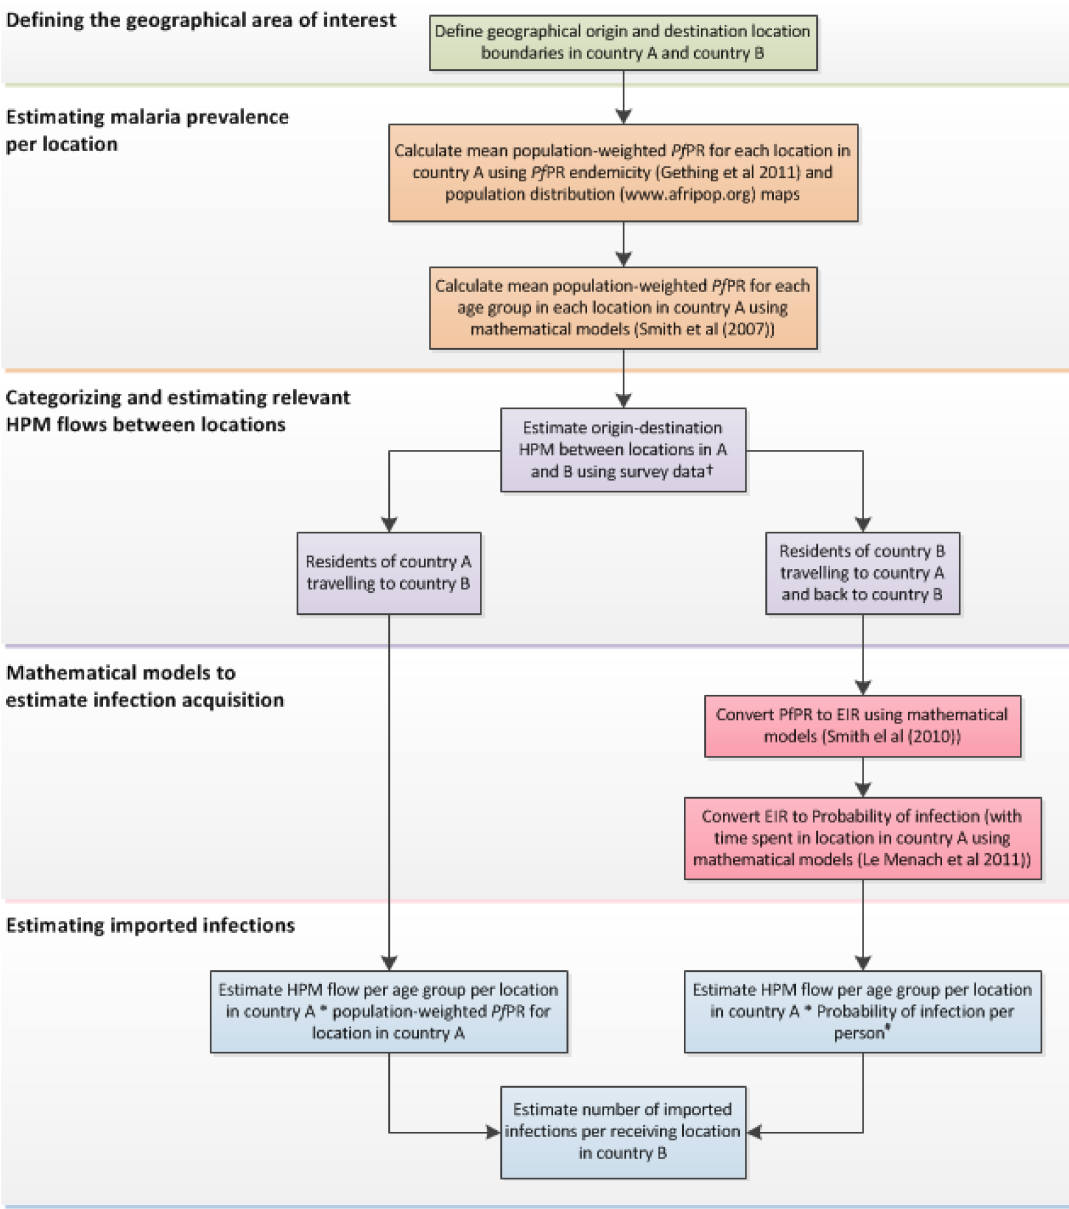 Defining the geographical area of interest
Define geographical origin and destination location
boundaries in country A and country B
Estimating malaria prevalence
per location
Calculate mean population-weighted PfPR for each location in
country A using PfPR endemicity (Gething et al 2011) and
population distribution (www.afripop.org) maps
Calculate mean population-weighted PfPR for each
age group in each location in country A using
mathematical models (Smith et al (2007))
Categorizing and estimating relevant
HPM flows between locations
Estimate origin-destination
HPM between locations in A
and B using survey data†
Residents of country A
travelling to country B
Residents of country B
travelling to country A
and back to country B
Mathematical models to
estimate infection acquisition
Convert PfPR to EIR using mathematical
models (Smith el al (2010))
Convert EIR to Probability of infection (with
time spent in location in country A using
mathematical models (Le Menach et al 2011))
Estimating imported infections
Estimate HPM flow per age group per location
in country A * population-weighted PfPR for
location in country A
Estimate HPM flow per age group per location
in country A * Probability of infection per
person#
Estimate number of imported
infections per receiving location
in country B